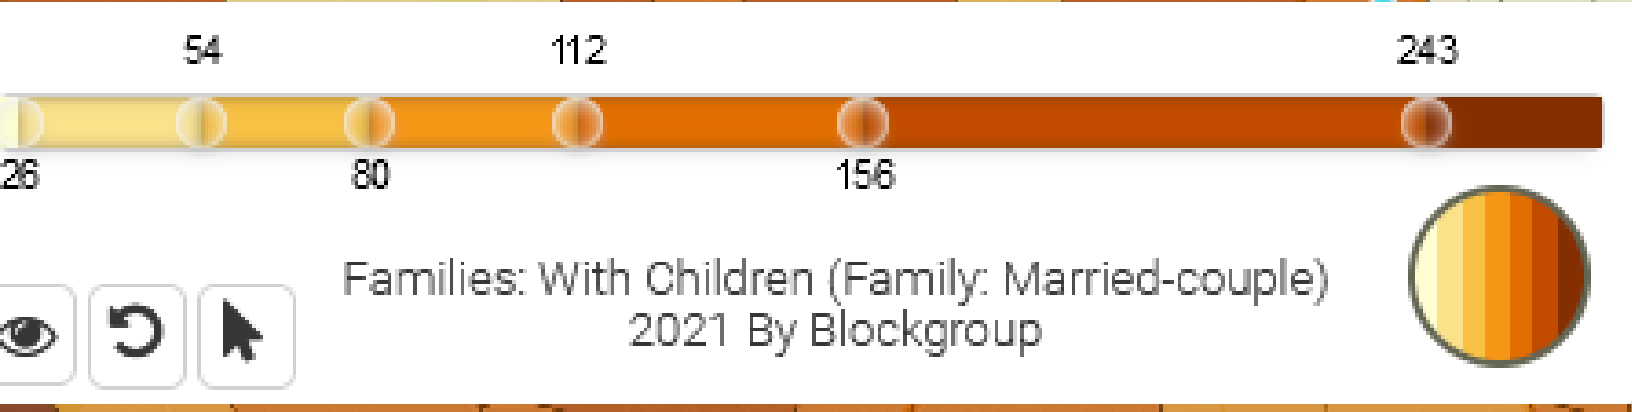 54 112 243
26 80 156
Families: With Children (Family: Married-couple)
2021 By Blockgroup